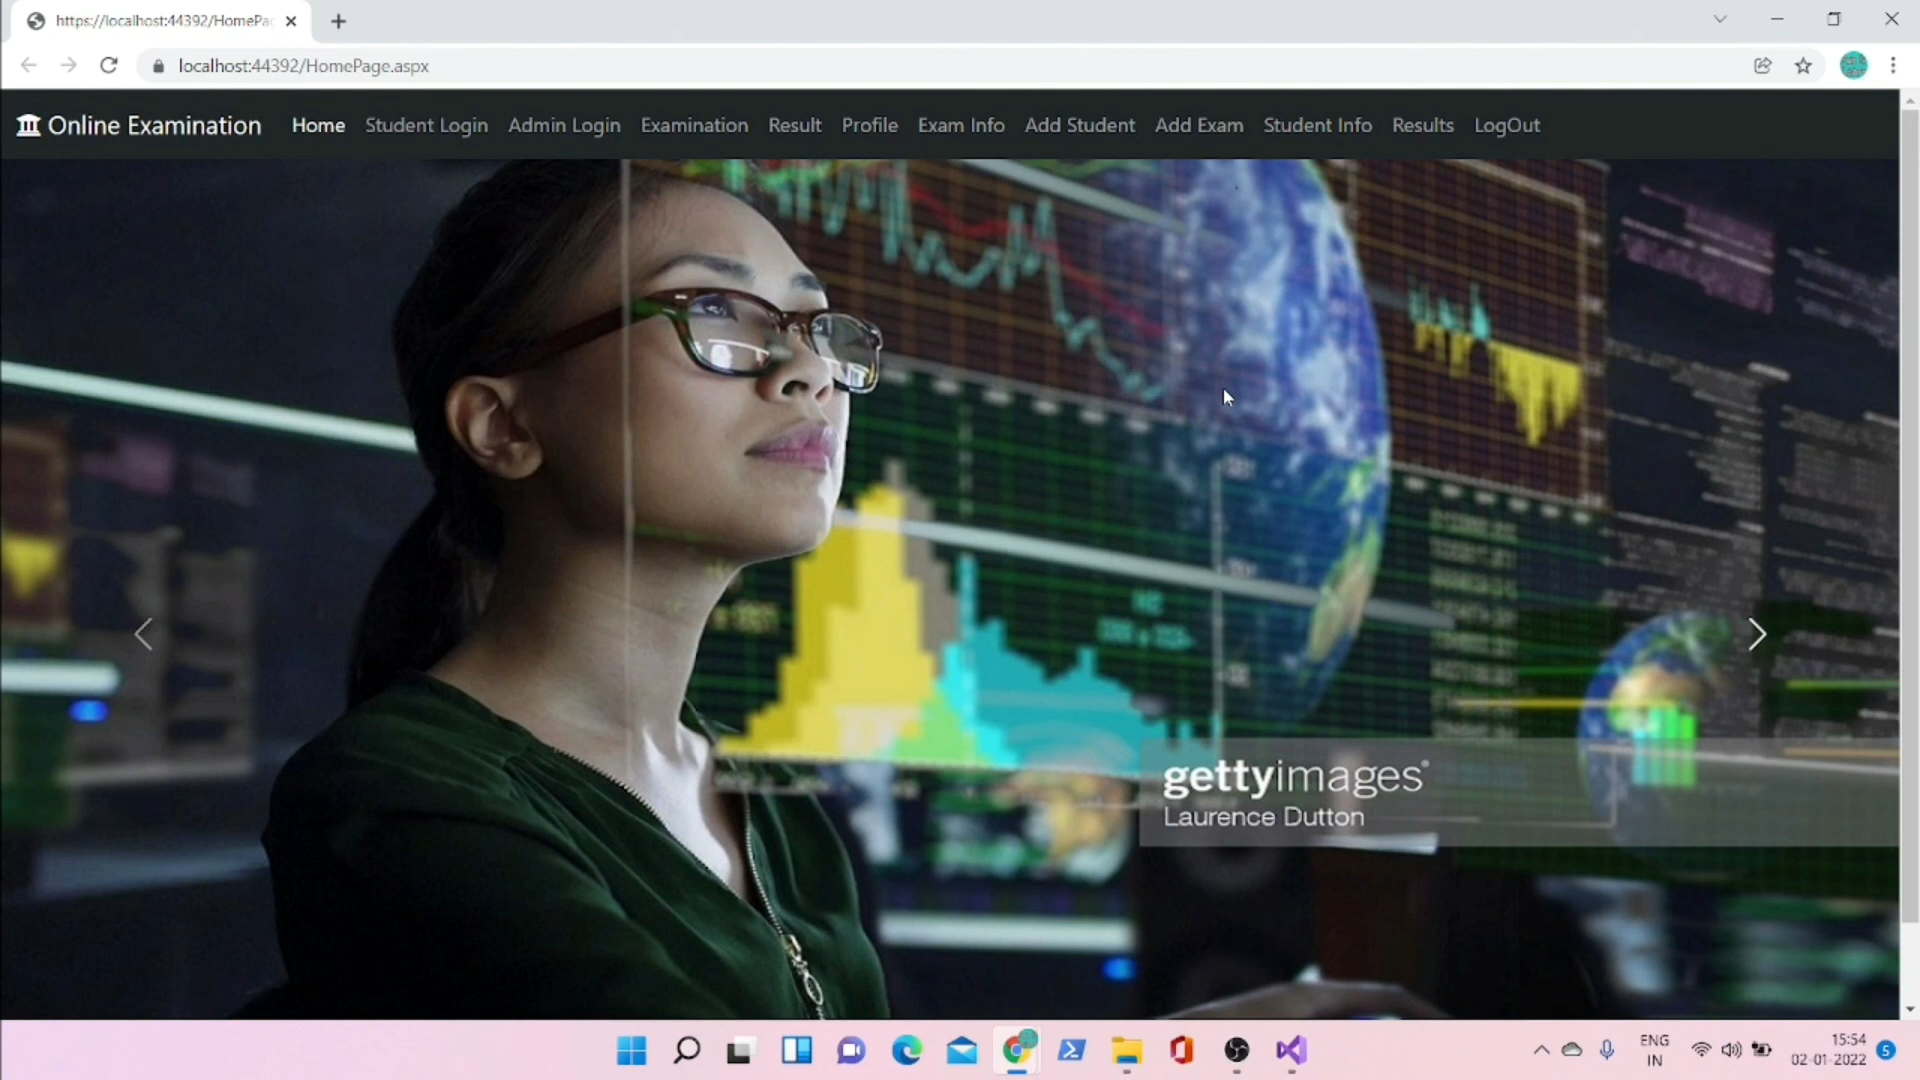 https://localhost:44392/HomePa
localhost:44392/HomePage.aspx
Online Examination Home Student Login Admin Login Examination Result Profile Exam Info Add Student Add Exam Student Info Results LogOut
gettyimages®
Laurence Dutton
ENG
IN
15:54
02-01-2022
5